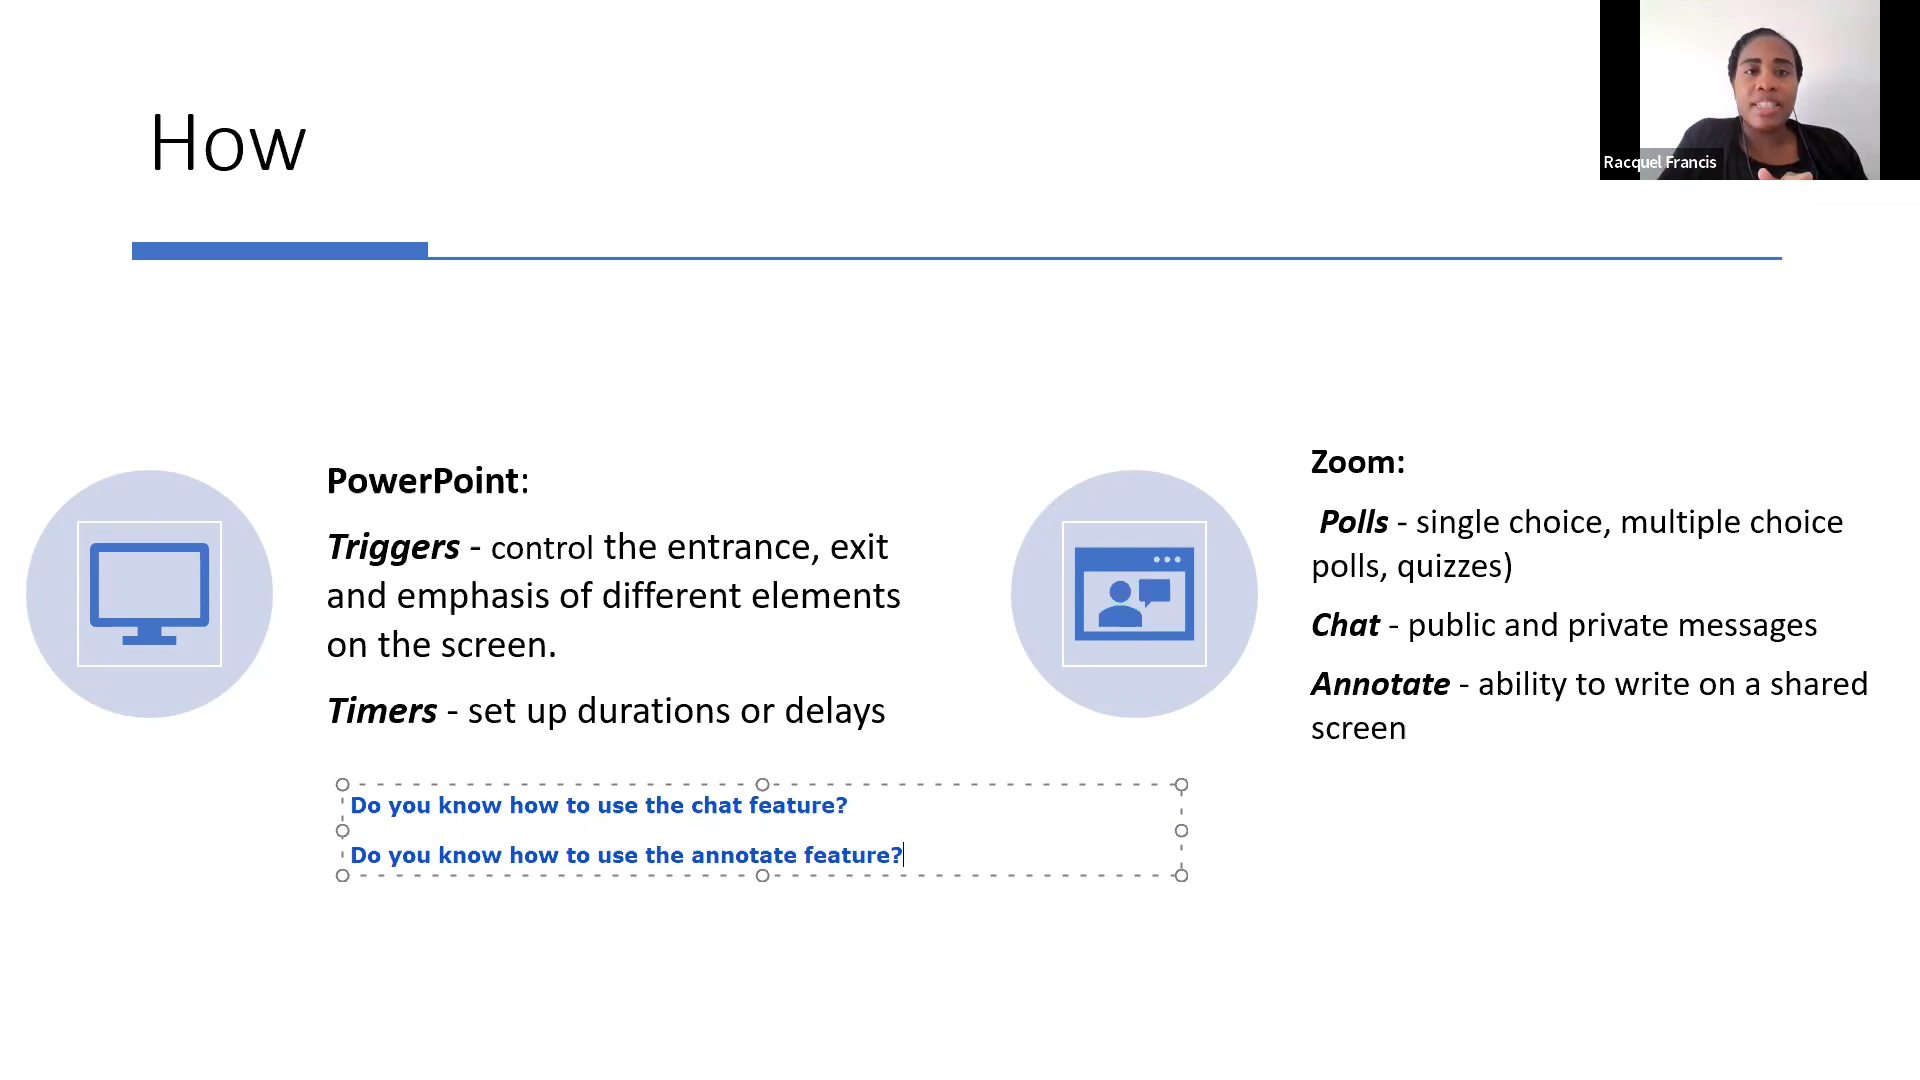 How
Racquel Francis
PowerPoint:
Triggers - control the entrance, exit
and emphasis of different elements
on the screen.
Timers - set up durations or delays
Zoom:
Polls - single choice, multiple choice
polls, quizzes)
Chat - public and private messages
Annotate - ability to write on a shared
screen
Do you know how to use the chat feature?
Do you know how to use the annotate feature?